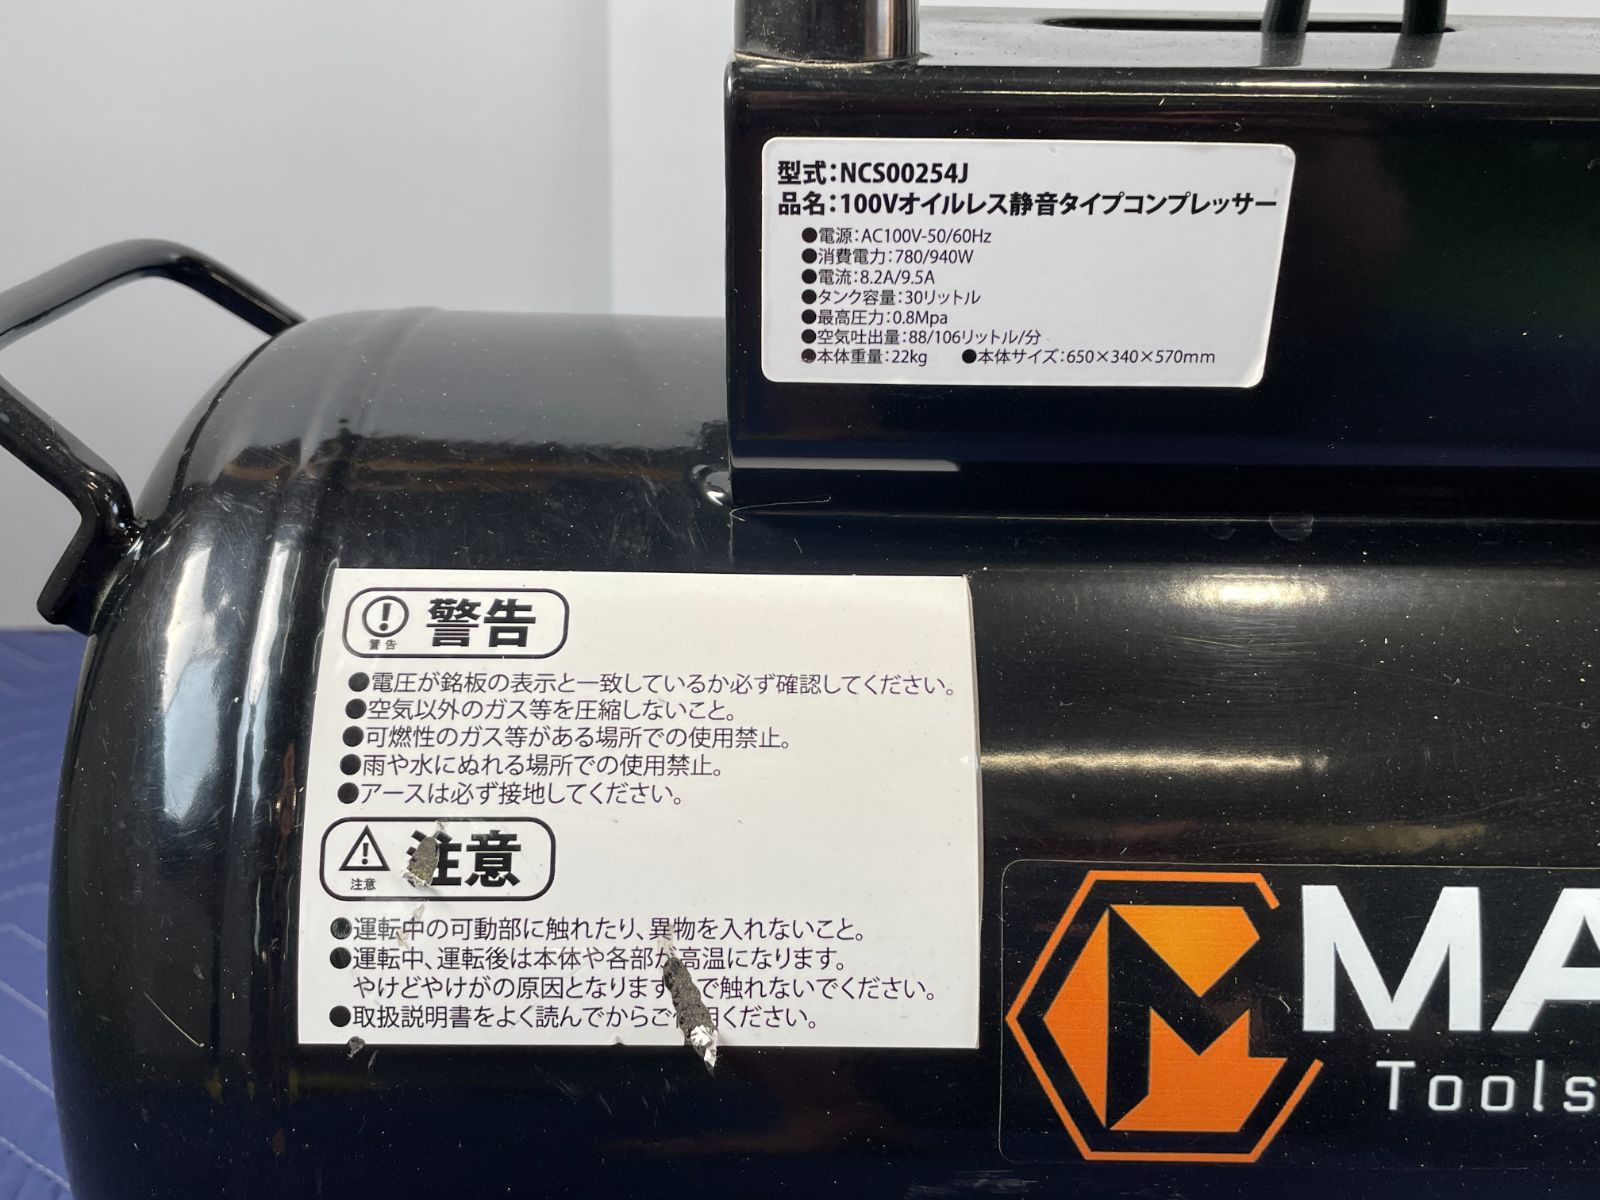 型式：NCS00254J
品名：100Vオイルレス静音タイプコンプレッサー
●電源：AC100V-50/60Hz
●消費電力：780/940W
●電流：8.2A/9.5A
●タンク容量：30リットル
●最高圧力：0.8Mpa
●空気吐出量：88/106リットル/分
●本体重量：22kg ●本体サイズ：650×340×570mm
警告
警告
●電圧が銘板の表示と一致しているか必ず確認してください。
●空気以外のガス等を圧縮しないこと。
●可燃性のガス等がある場所での使用禁止。
●雨や水にぬれる場所での使用禁止。
●アースは必ず接地してください。
注意
注意
●運転中の可動部に触れたり、異物を入れないこと。
●運転中、運転後は本体や各部が高温になります。
やけどやけがの原因となります で触れないでください。
●取扱説明書をよく読んでからご使用ください。
MA
Tools